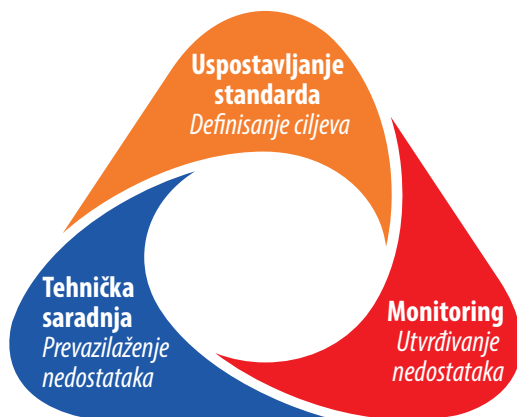 Uspostavljanje
standarda
Definisanje ciljeva
Tehnička
saradnja
Prevazilaženje
nedostataka
Monitoring
Utvrđivanje
nedostataka